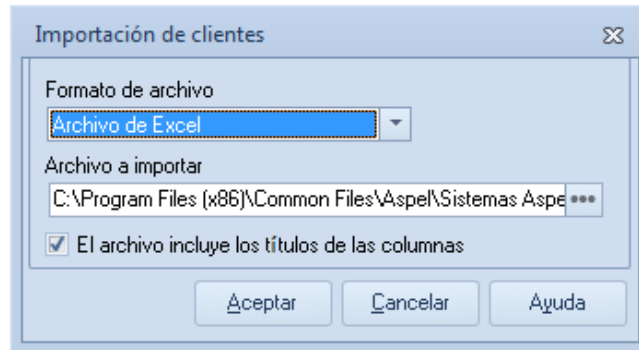 Importación de clientes
Formato de archivo
Archivo de Excel
Archivo a importar
C:\Program Files (x86)\Common Files\Aspel\Sistemas Aspe
El archivo incluye los títulos de las columnas
Aceptar Cancelar Ayuda